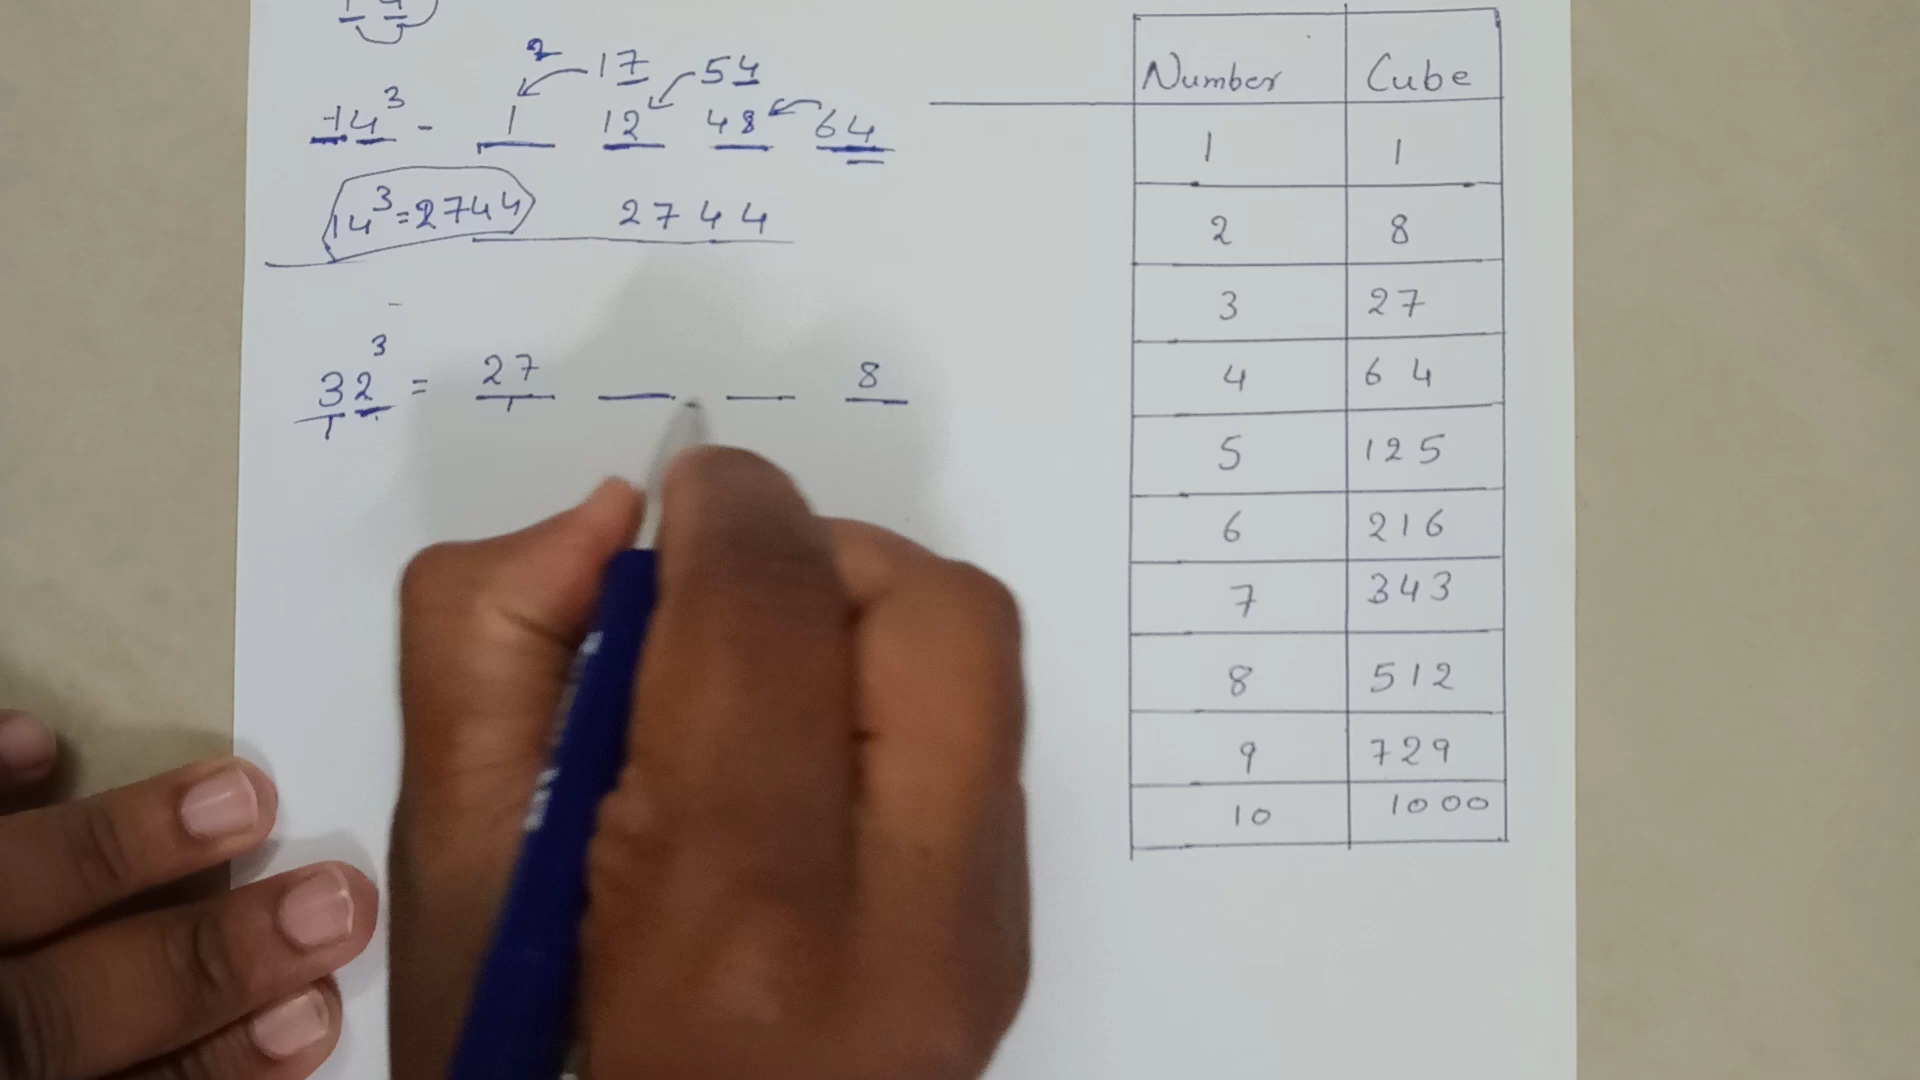 2 17 54
14³ - 1 12 48 64
14³=2744 2744
32³ = 27 8
Number Cube
1 1
2 8
3 27
4 64
5 125
6 216
7 343
8 512
9 729
10 1000